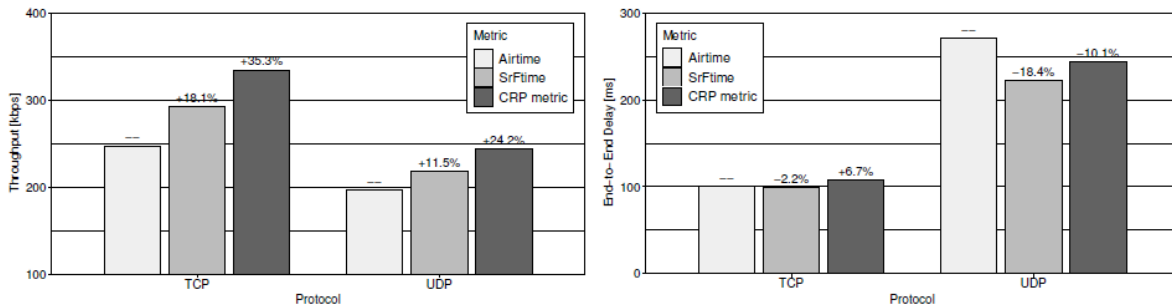 400
300
200
100
Throughput [kbps]
Metric
Airtime
SrFtime
CRP metric
−−
+18.1%
+35.3%
−−
+11.5%
+24.2%
TCP
UDP
Protocol
300
200
100
0
End−to− End Delay [ms]
Metric
Airtime
SrFtime
CRP metric
−−
−2.2%
+6.7%
−−
−18.4%
−10.1%
TCP
UDP
Protocol